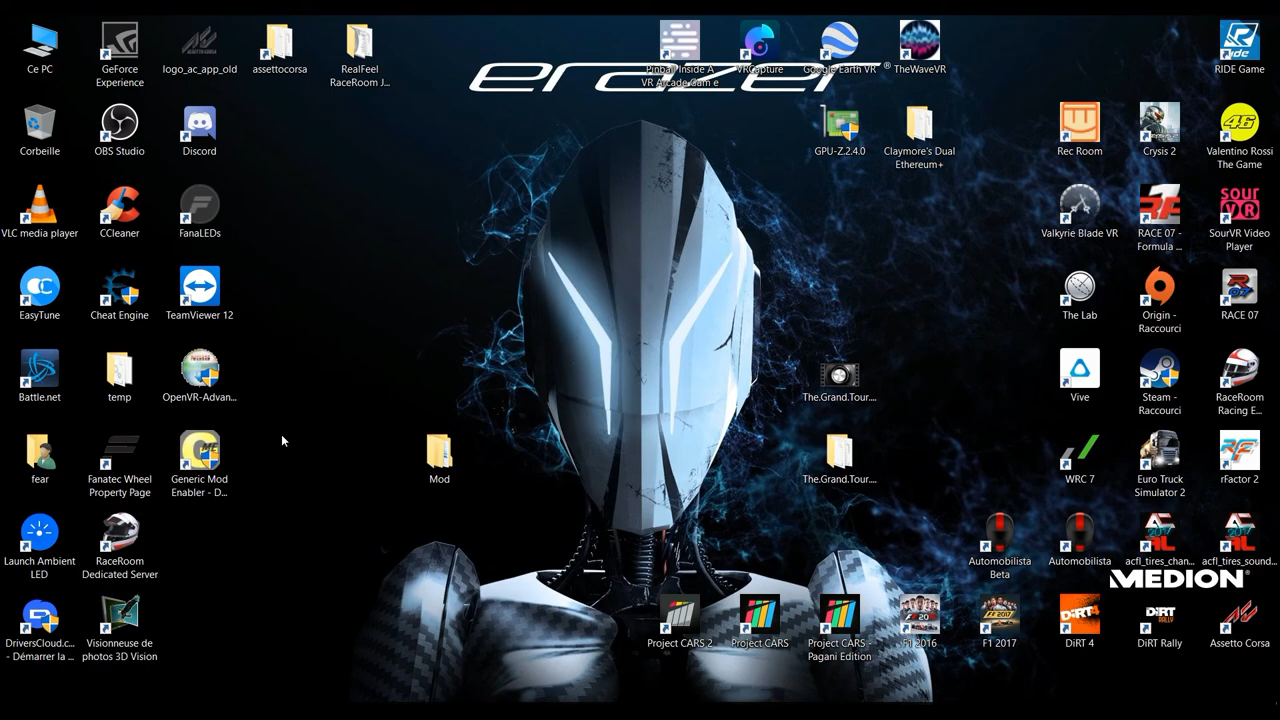 erazer®
Ce PC
GeForce
Experience
logo_ac_app_old
assettocorsa
RealFeel
RaceRoom J...
Pinball Inside A
VR Arcade Gam e
VRCapture
Google Earth VR
TheWaveVR
RIDE Game
Corbeille
OBS Studio
Discord
GPU-Z.2.4.0
Claymore's Dual
Ethereum+
Rec Room
Crysis 2
Valentino Rossi
The Game
VLC media player
CCleaner
FanaLEDs
Valkyrie Blade VR
RACE 07 -
Formula ...
SourVR Video
Player
EasyTune
Cheat Engine
TeamViewer 12
The Lab
Origin -
Raccourci
RACE 07
Battle.net
temp
OpenVR-Advan...
The.Grand.Tour....
Vive
Steam -
Raccourci
RaceRoom
Racing E...
fear
Fanatec Wheel
Property Page
Generic Mod
Enabler - D...
Mod
The.Grand.Tour....
WRC 7
Euro Truck
Simulator 2
rFactor 2
Launch Ambient
LED
RaceRoom
Dedicated Server
Automobilista
Beta
Automobilista
acfl_tires_chan...
acfl_tires_sound...
MEDION®
DriversCloud.c...
- Démarrer la ...
Visionneuse de
photos 3D Vision
Project CARS 2
Project CARS
Project CARS -
Pagani Edition
F1 2016
F1 2017
DiRT 4
DiRT Rally
Assetto Corsa